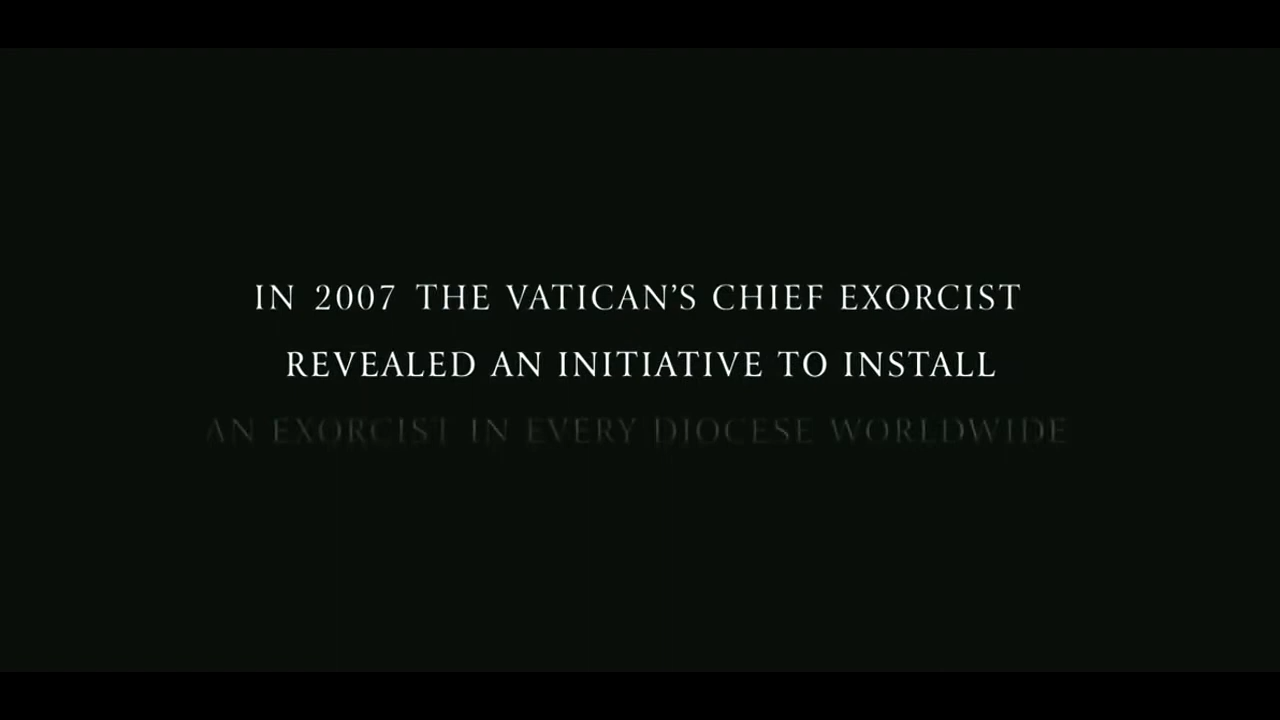 IN 2007 THE VATICAN'S CHIEF EXORCIST
REVEALED AN INITIATIVE TO INSTALL
AN EXORCIST IN EVERY DIOCESE WORLDWIDE